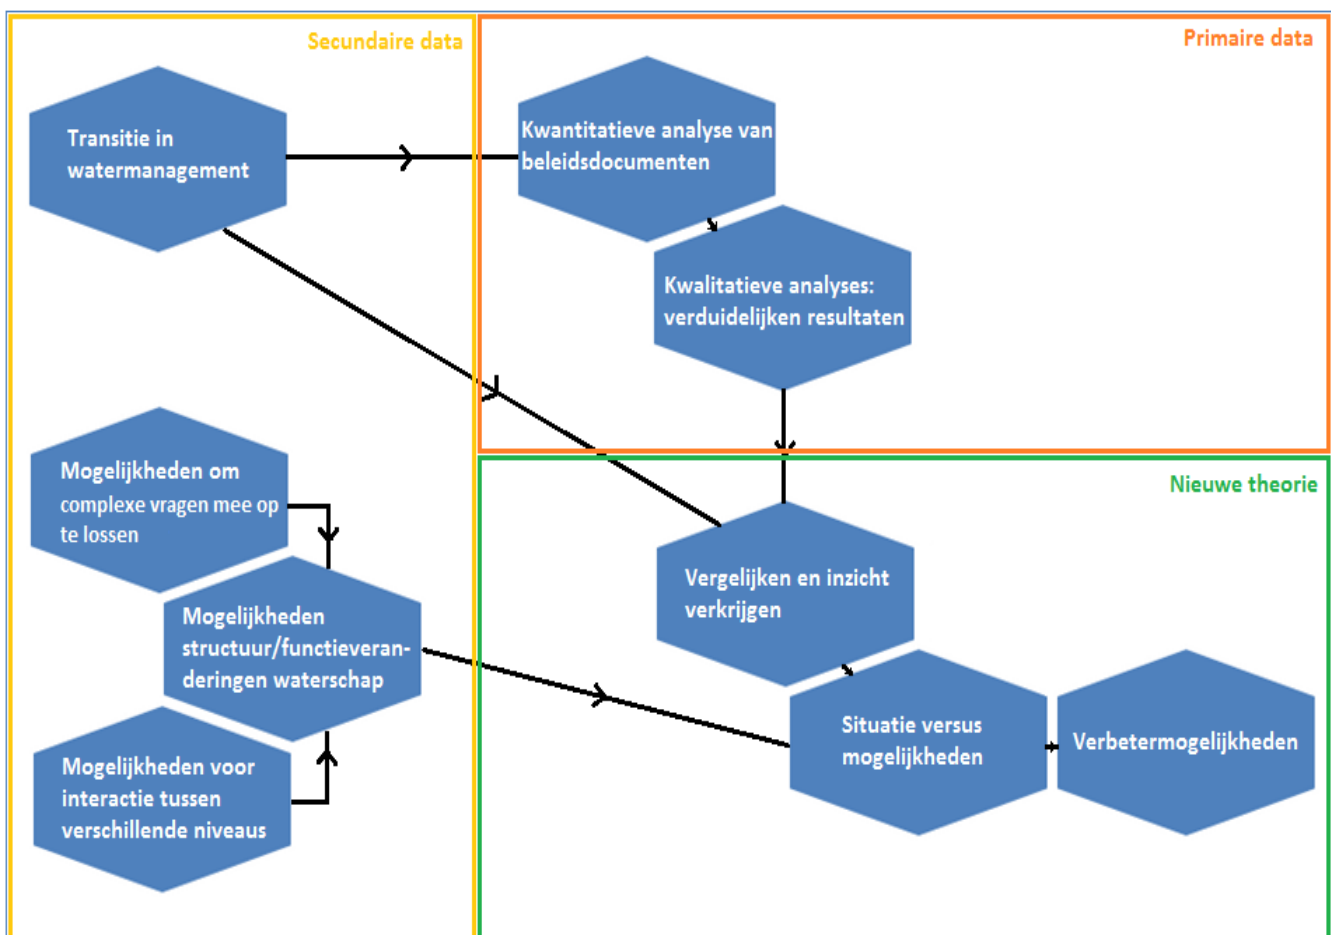 Secundaire data
Primaire data
Transitie in
watermanagement
Kwantitatieve analyse van
beleidsdocumenten
Kwalitatieve analyses:
verduidelijken resultaten
Mogelijkheden om
complexe vragen mee op
te lossen
Mogelijkheden
structuur/functieveran-
deringen waterschap
Mogelijkheden voor
interactie tussen
verschillende niveaus
Nieuwe theorie
Vergelijken en inzicht
verkrijgen
Situatie versus
mogelijkheden
Verbetermogelijkheden